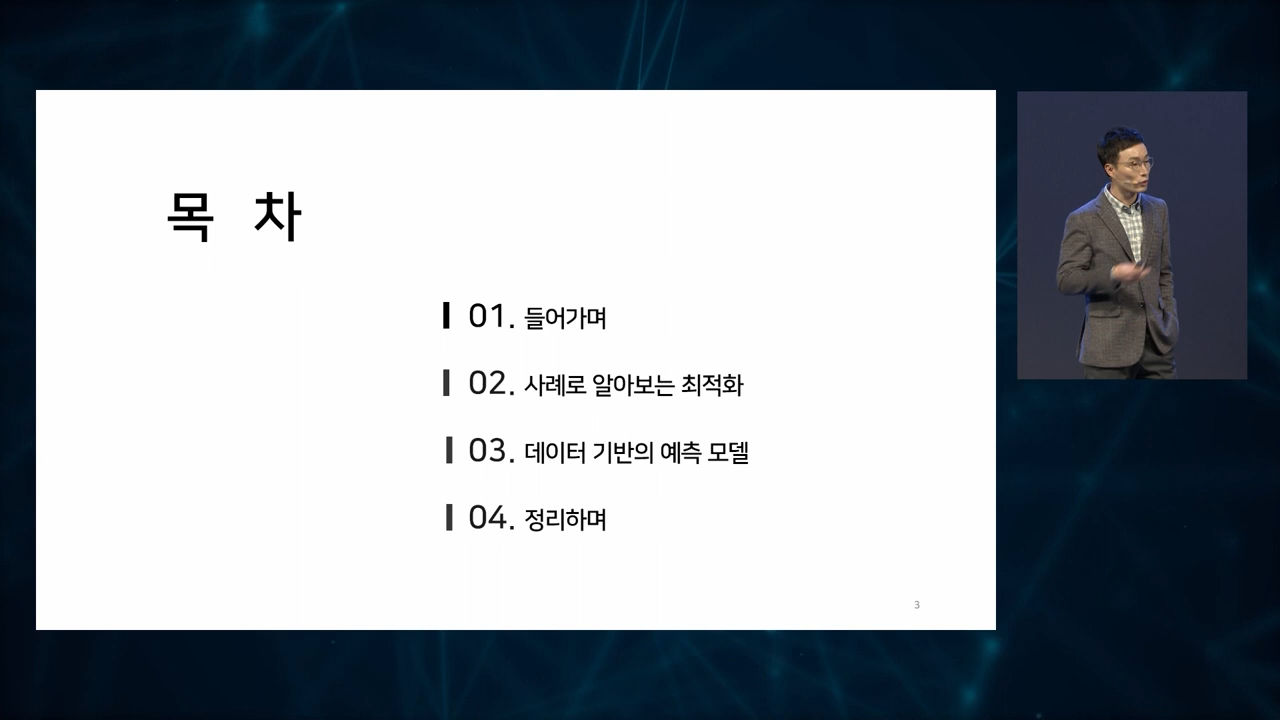 목 차
01. 들어가며
02. 사례로 알아보는 최적화
03. 데이터 기반의 예측 모델
04. 정리하며
3